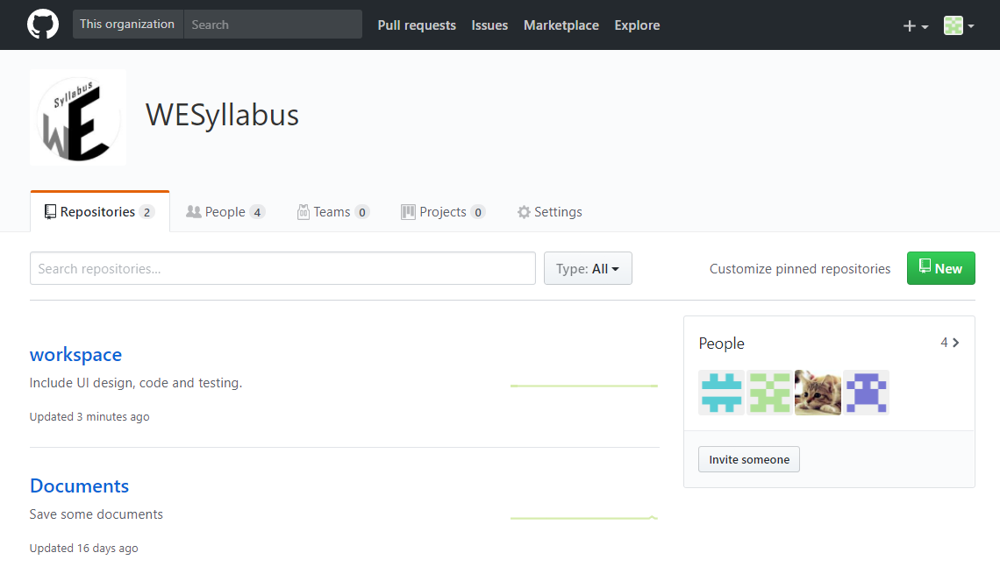 This organization Search Pull requests Issues Marketplace Explore
Syllabus
WE
WESyllabus
Repositories 2 People 4 Teams 0 Projects 0 Settings
Search repositories... Type: All Customize pinned repositories New
workspace
Include UI design, code and testing.
Updated 3 minutes ago
People 4
Invite someone
Documents
Save some documents
Updated 16 days ago